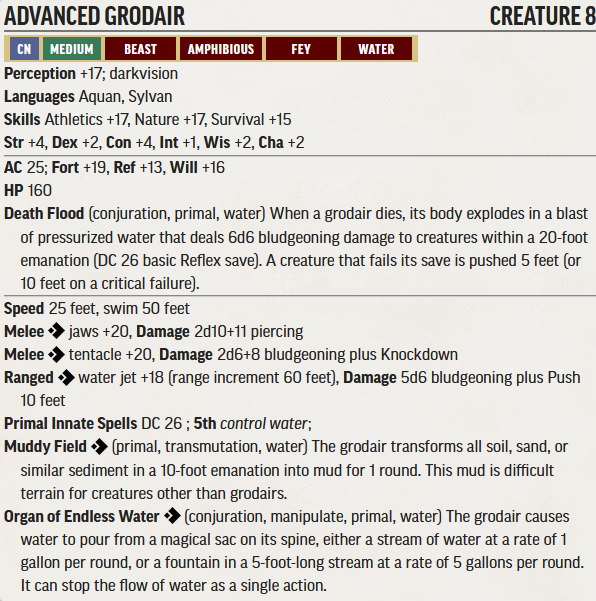 ADVANCED GRODAIR CREATURE 8
CN MEDIUM BEAST AMPHIBIOUS FEY WATER
Perception +17; darkvision
Languages Aquan, Sylvan
Skills Athletics +17, Nature +17, Survival +15
Str +4, Dex +2, Con +4, Int +1, Wis +2, Cha +2
AC 25; Fort +19, Ref +13, Will +16
HP 160
Death Flood (conjuration, primal, water) When a grodair dies, its body explodes in a blast
of pressurized water that deals 6d6 bludgeoning damage to creatures within a 20-foot
emanation (DC 26 basic Reflex save). A creature that fails its save is pushed 5 feet (or
10 feet on a critical failure).
Speed 25 feet, swim 50 feet
Melee jaws +20, Damage 2d10+11 piercing
Melee tentacle +20, Damage 2d6+8 bludgeoning plus Knockdown
Ranged water jet +18 (range increment 60 feet), Damage 5d6 bludgeoning plus Push
10 feet
Primal Innate Spells DC 26 ; 5th control water;
Muddy Field (primal, transmutation, water) The grodair transforms all soil, sand, or
similar sediment in a 10-foot emanation into mud for 1 round. This mud is difficult
terrain for creatures other than grodairs.
Organ of Endless Water (conjuration, manipulate, primal, water) The grodair causes
water to pour from a magical sac on its spine, either a stream of water at a rate of 1
gallon per round, or a fountain in a 5-foot-long stream at a rate of 5 gallons per round.
It can stop the flow of water as a single action.